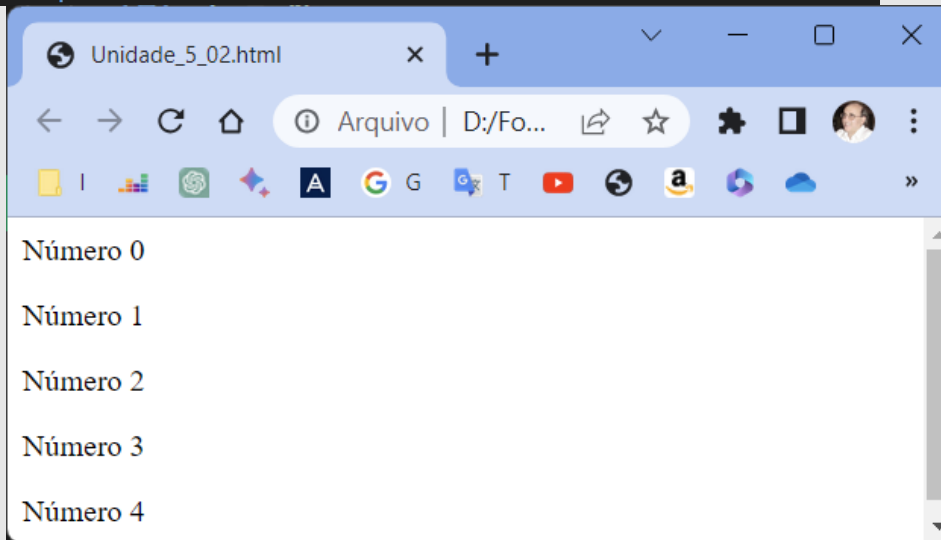 Unidade_5_02.html
Arquivo | D:/Fo...
I A G G T a »
Número 0
Número 1
Número 2
Número 3
Número 4